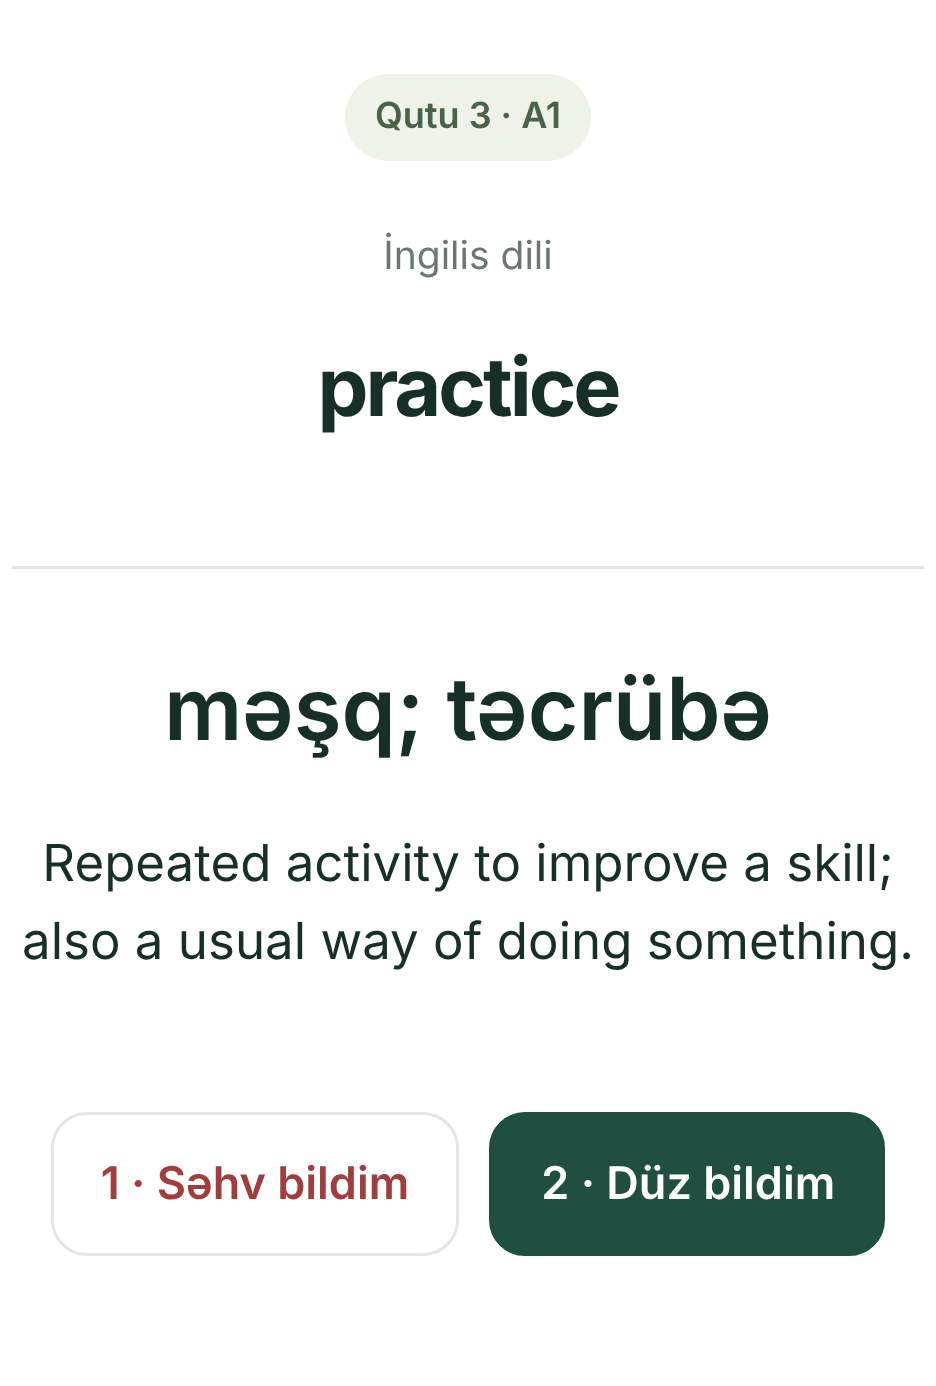 Qutu 3 · A1
İngilis dili
practice
məşq; təcrübə
Repeated activity to improve a skill;
also a usual way of doing something.
1 · Səhv bildim
2 · Düz bildim